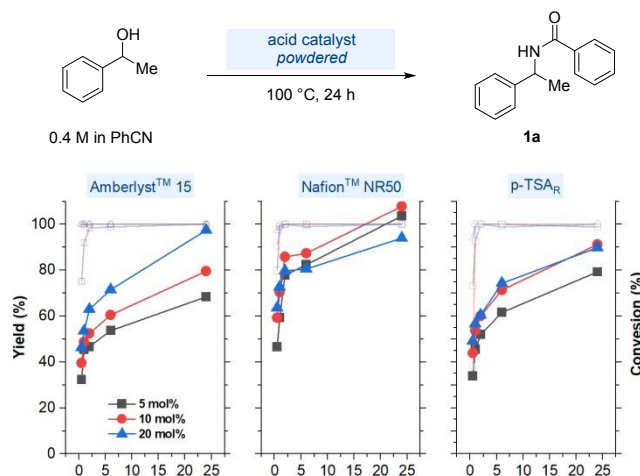 OH
Me
0.4 M in PhCN
acid catalyst
powdered
100 °C, 24 h
O
HN
Me
1a
Amberlyst™ 15
Nafion™ NR50
p-TSA_R
Yield (%)
100
80
60
40
20
0
5 mol%
10 mol%
20 mol%
Convesion (%)
0 5 10 15 20 25
0 5 10 15 20 25
0 5 10 15 20 25